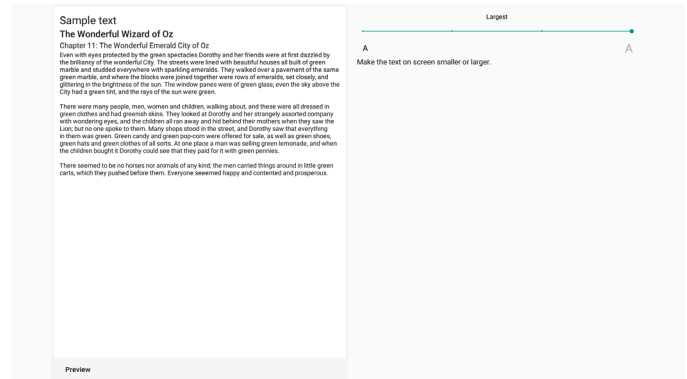 Sample text
The Wonderful Wizard of Oz
Chapter 11: The Wonderful Emerald City of Oz
Even with eyes protected by the green spectacles Dorothy and her friends were at first dazzled by
the brilliancy of the wonderful City. The streets were lined with beautiful houses all built of green
marble and studded everywhere with sparkling emeralds. They walked over a pavement of the same
green marble, and where the blocks were joined together were rows of emeralds, set closely, and
glittering in the brightness of the sun. The window panes were of green glass; even the sky above the
City had a green tint, and the rays of the sun were green.
There were many people, men, women and children, walking about, and these were all dressed in
green clothes and had greenish skins. They looked at Dorothy and her strangely assorted company
with wondering eyes, and the children all ran away and hid behind their mothers when they saw the
Lion; but no one spoke to them. Many shops stood in the street, and Dorothy saw that everything
in them was green. Green candy and green pop-corn were offered for sale, as well as green shoes,
green hats and green clothes of all sorts. At one place a man was selling green lemonade, and when
the children bought it Dorothy could see that they paid for it with green pennies.
There seemed to be no horses nor animals of any kind; the men carried things around in little green
carts, which they pushed before them. Everyone seeemed happy and contented and prosperous.
Preview
Largest
A A
Make the text on screen smaller or larger.